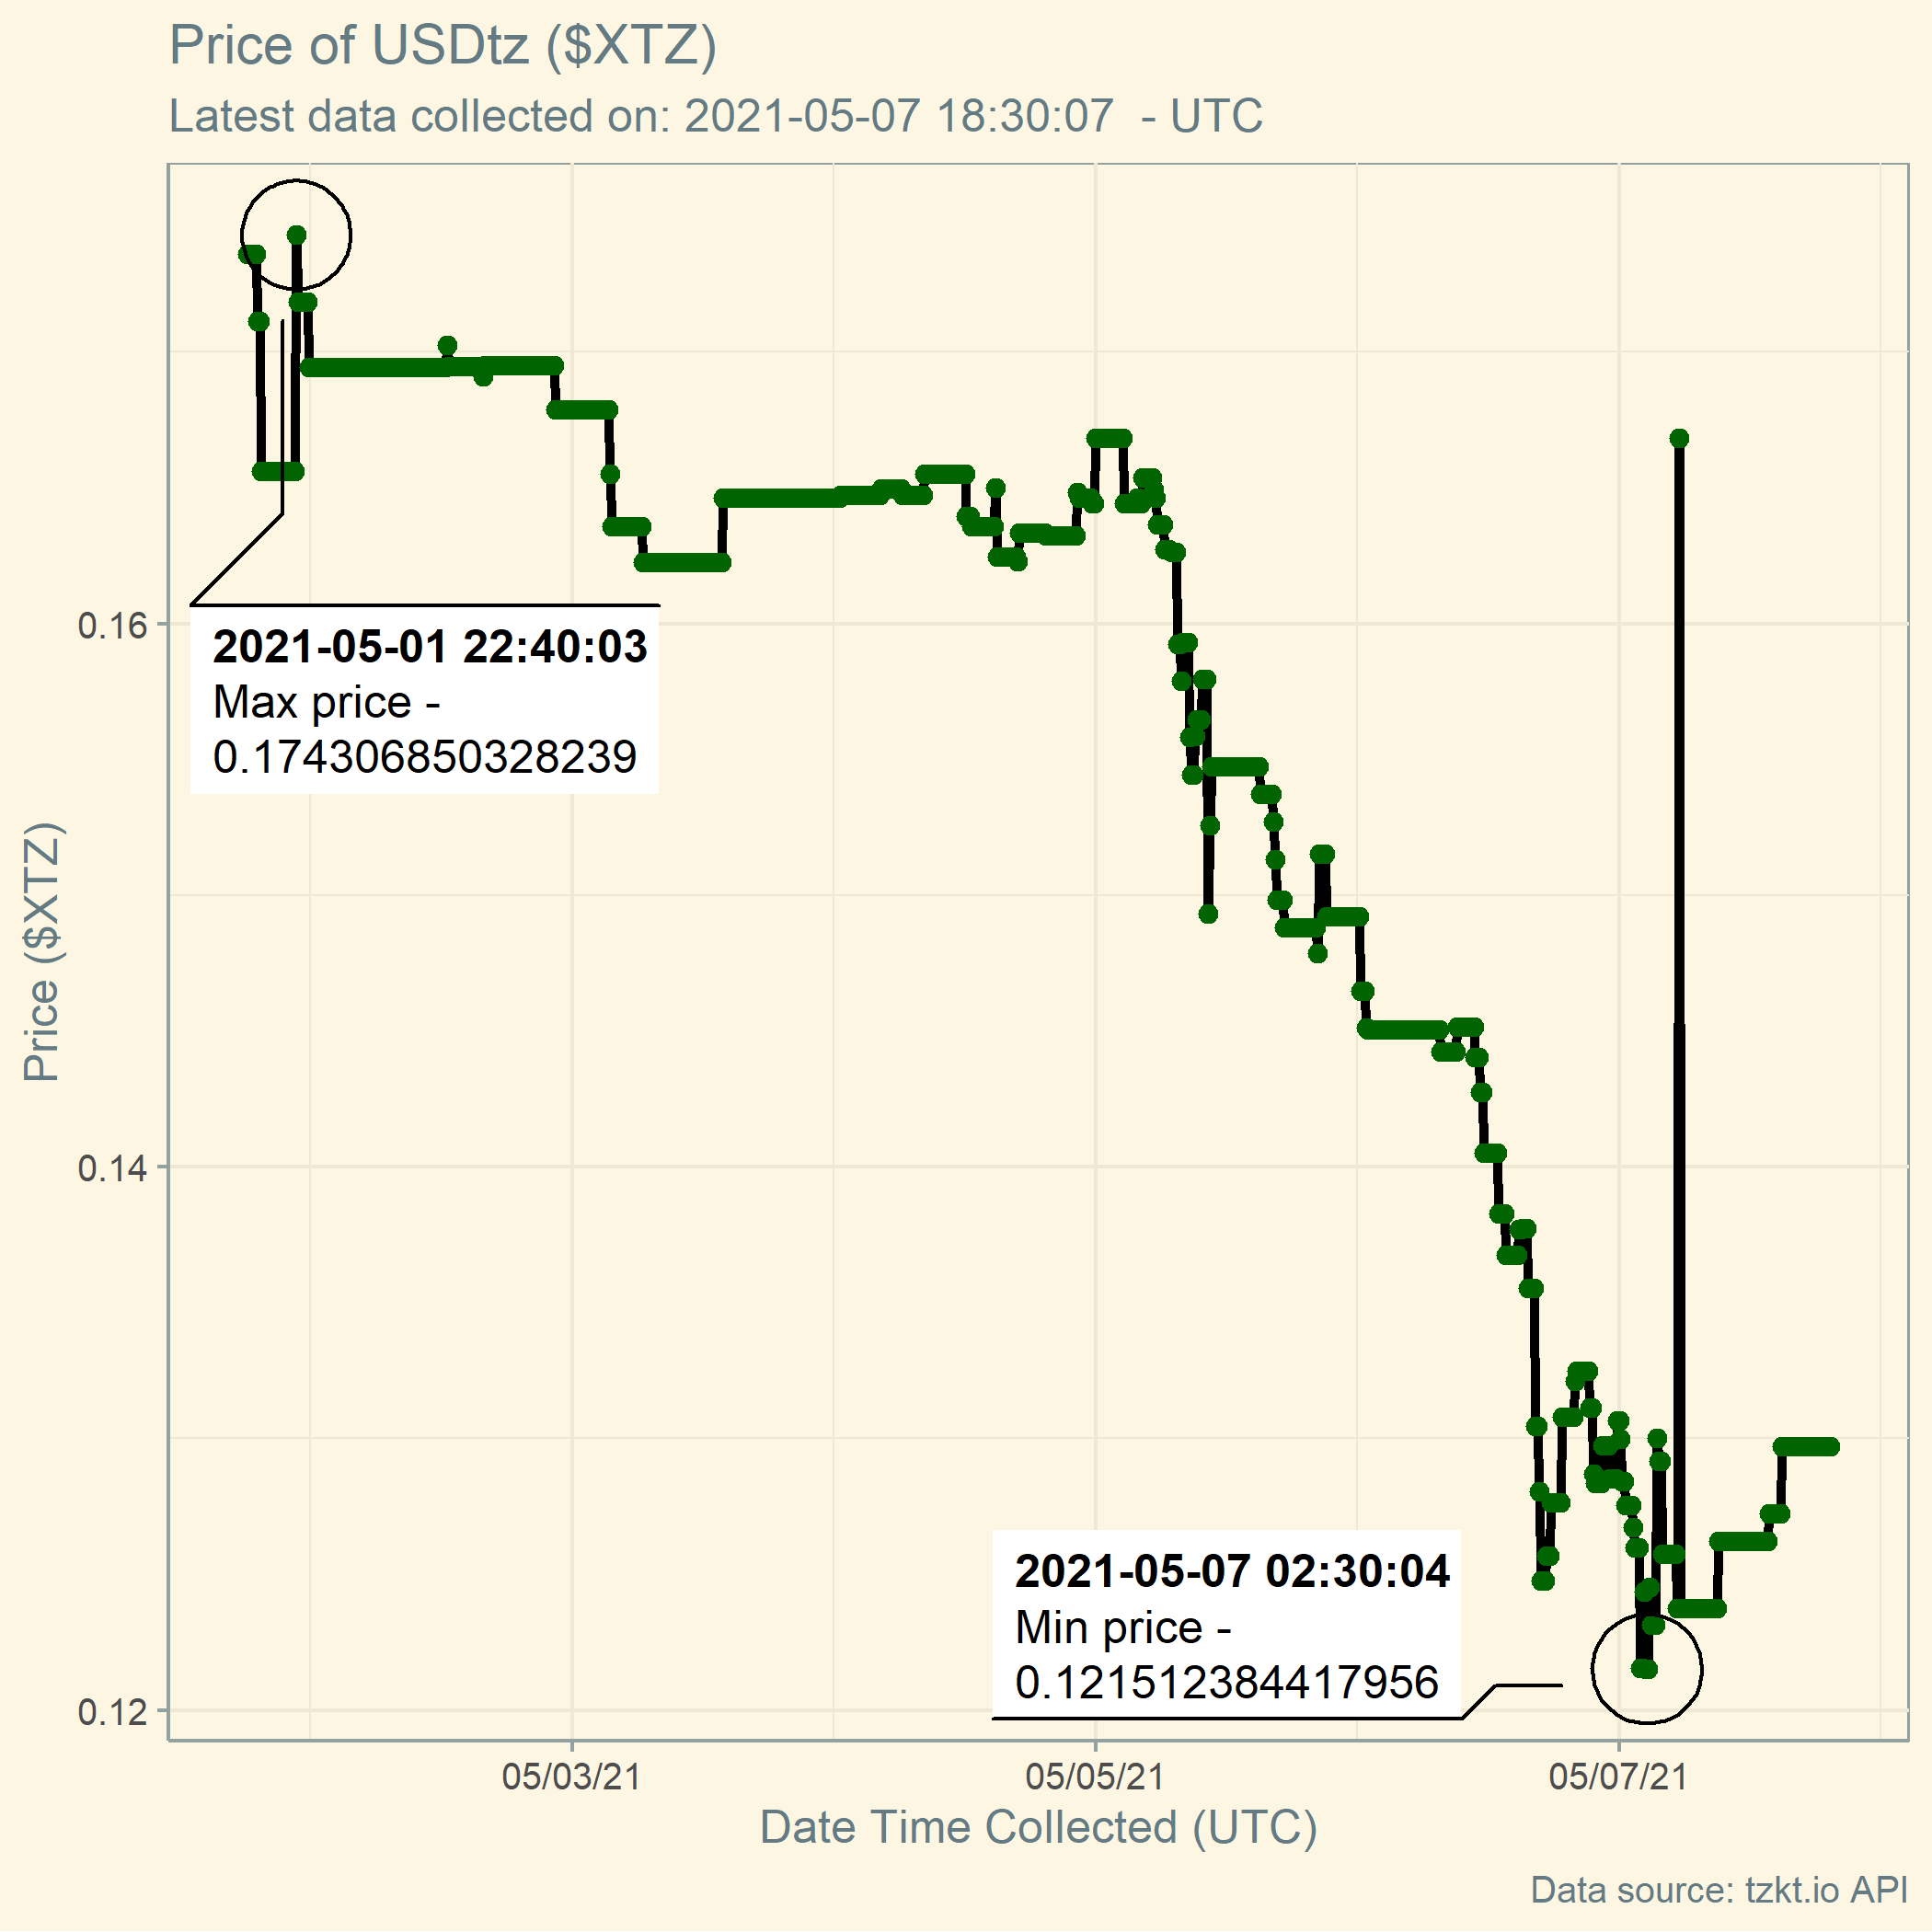 Price of USDtz ($XTZ)
Latest data collected on: 2021-05-07 18:30:07  - UTC
Price ($XTZ)
0.16
0.14
0.12
2021-05-01 22:40:03
Max price -
0.174306850328239
2021-05-07 02:30:04
Min price -
0.121512384417956
05/03/21
05/05/21
05/07/21
Date Time Collected (UTC)
Data source: tzkt.io API